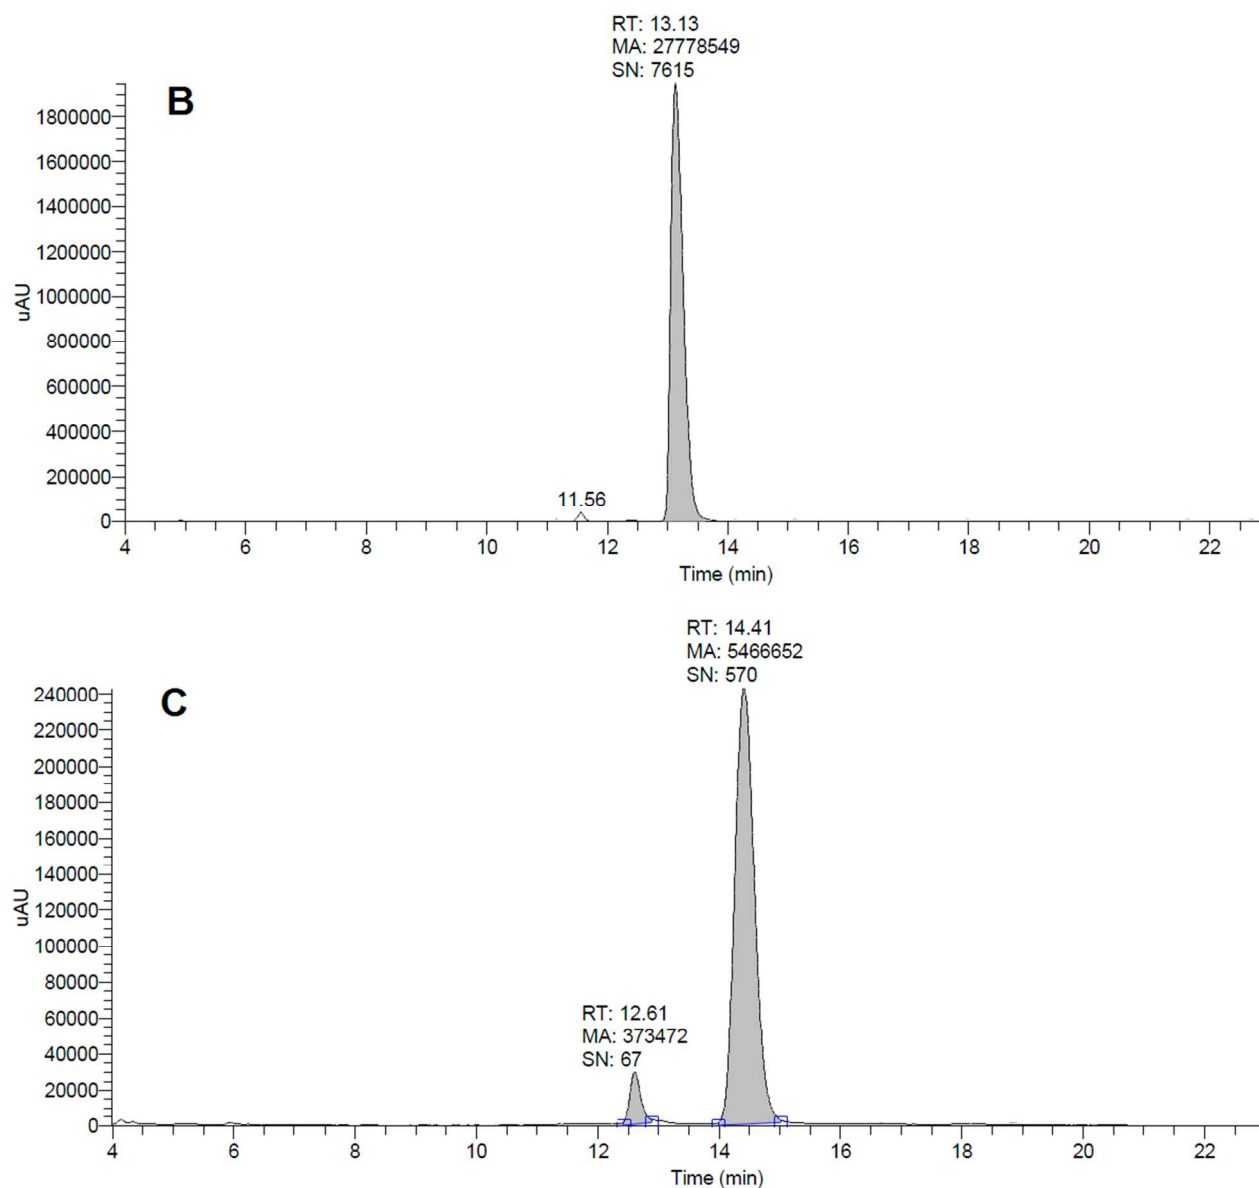 RT: 13.13
MA: 27778549
SN: 7615
B
1800000
1600000
1400000
1200000
1000000
800000
600000
400000
200000
0
uAU
11.56
4 6 8 10 12 14 16 18 20 22
Time (min)
RT: 14.41
MA: 5466652
SN: 570
C
240000
220000
200000
180000
160000
140000
120000
100000
80000
60000
40000
20000
0
uAU
RT: 12.61
MA: 373472
SN: 67
4 6 8 10 12 14 16 18 20 22
Time (min)